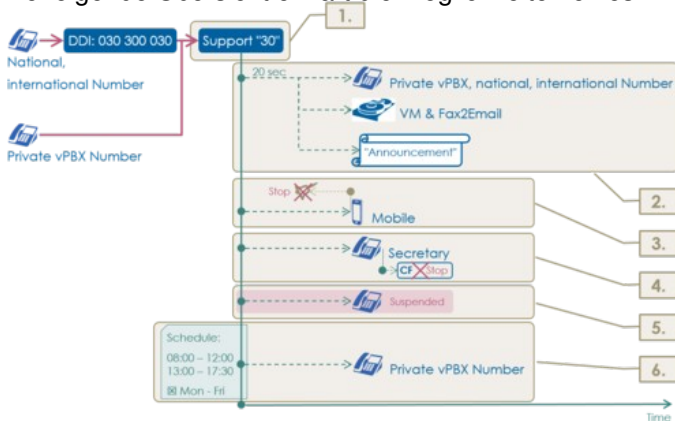 1.
DDI: 030 300 030
Support "30"
National,
international Number
Private vPBX Number
20 sec
Private vPBX, national, international Number
VM & Fax2Email
"Announcement"
2.
Stop
Mobile
3.
Secretary
CF Stop
4.
Suspended
5.
Schedule:
08:00 – 12:00
13:00 – 17:30
Mon - Fri
Private vPBX Number
6.
Time